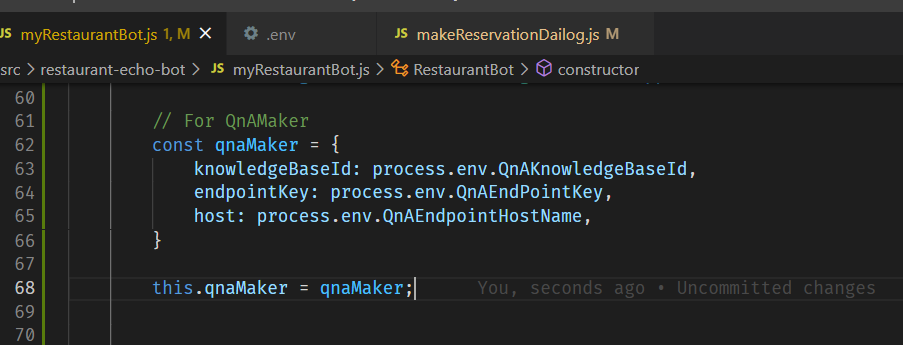 JS myRestaurantBot.js 1, M × .env JS makeReservationDailog.js M
src > restaurant-echo-bot > JS myRestaurantBot.js > RestaurantBot > constructor
60
61 // For QnAMaker
62 const qnaMaker = {
63 knowledgeBaseId: process.env.QnAKnowledgeBaseId,
64 endpointKey: process.env.QnAEndPointKey,
65 host: process.env.QnAEndpointHostName,
66 }
67
68 this.qnaMaker = qnaMaker; You, seconds ago • Uncommitted changes
69
70